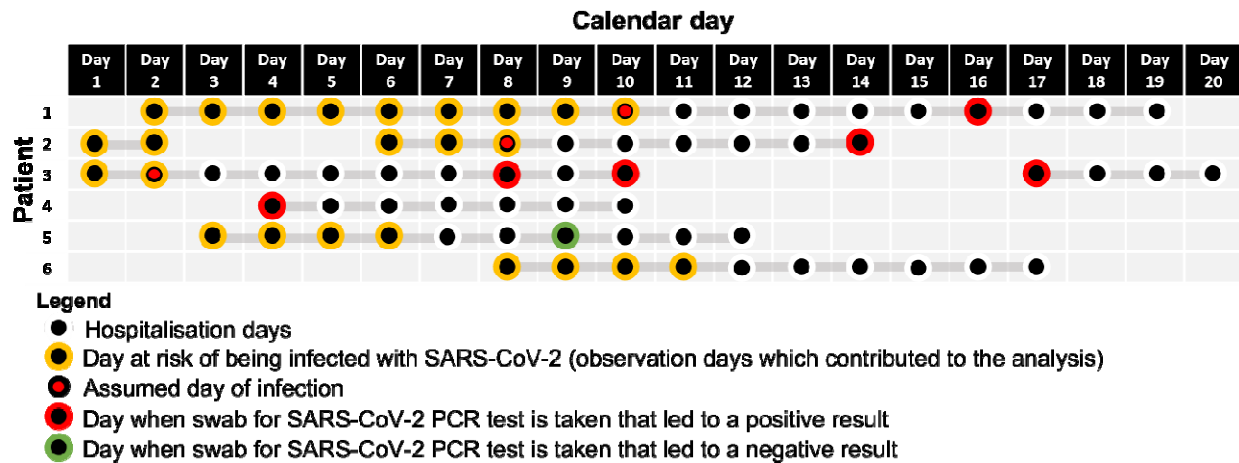 Calendar day
Day Day Day Day Day Day Day Day Day Day Day Day Day Day Day Day Day Day Day Day
1 2 3 4 5 6 7 8 9 10 11 12 13 14 15 16 17 18 19 20
Patient
1
2
3
4
5
6
Legend
Hospitalisation days
Day at risk of being infected with SARS-CoV-2 (observation days which contributed to the analysis)
Assumed day of infection
Day when swab for SARS-CoV-2 PCR test is taken that led to a positive result
Day when swab for SARS-CoV-2 PCR test is taken that led to a negative result